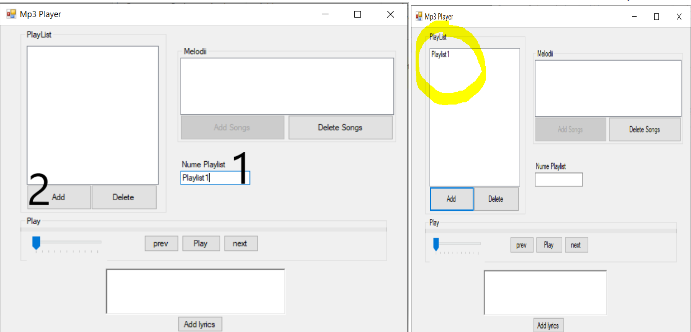 Mp3 Player
PlayList
Melodii
Add Songs
Delete Songs
Nume Playlist
1
Playlist1
2
Add
Delete
Play
prev
Play
next
Add lyrics
Mp3 Player
PlayList
Playlist1
Melodii
Add Songs
Delete Songs
Nume Playlist
Add
Delete
Play
prev
Play
next
Add lyrics